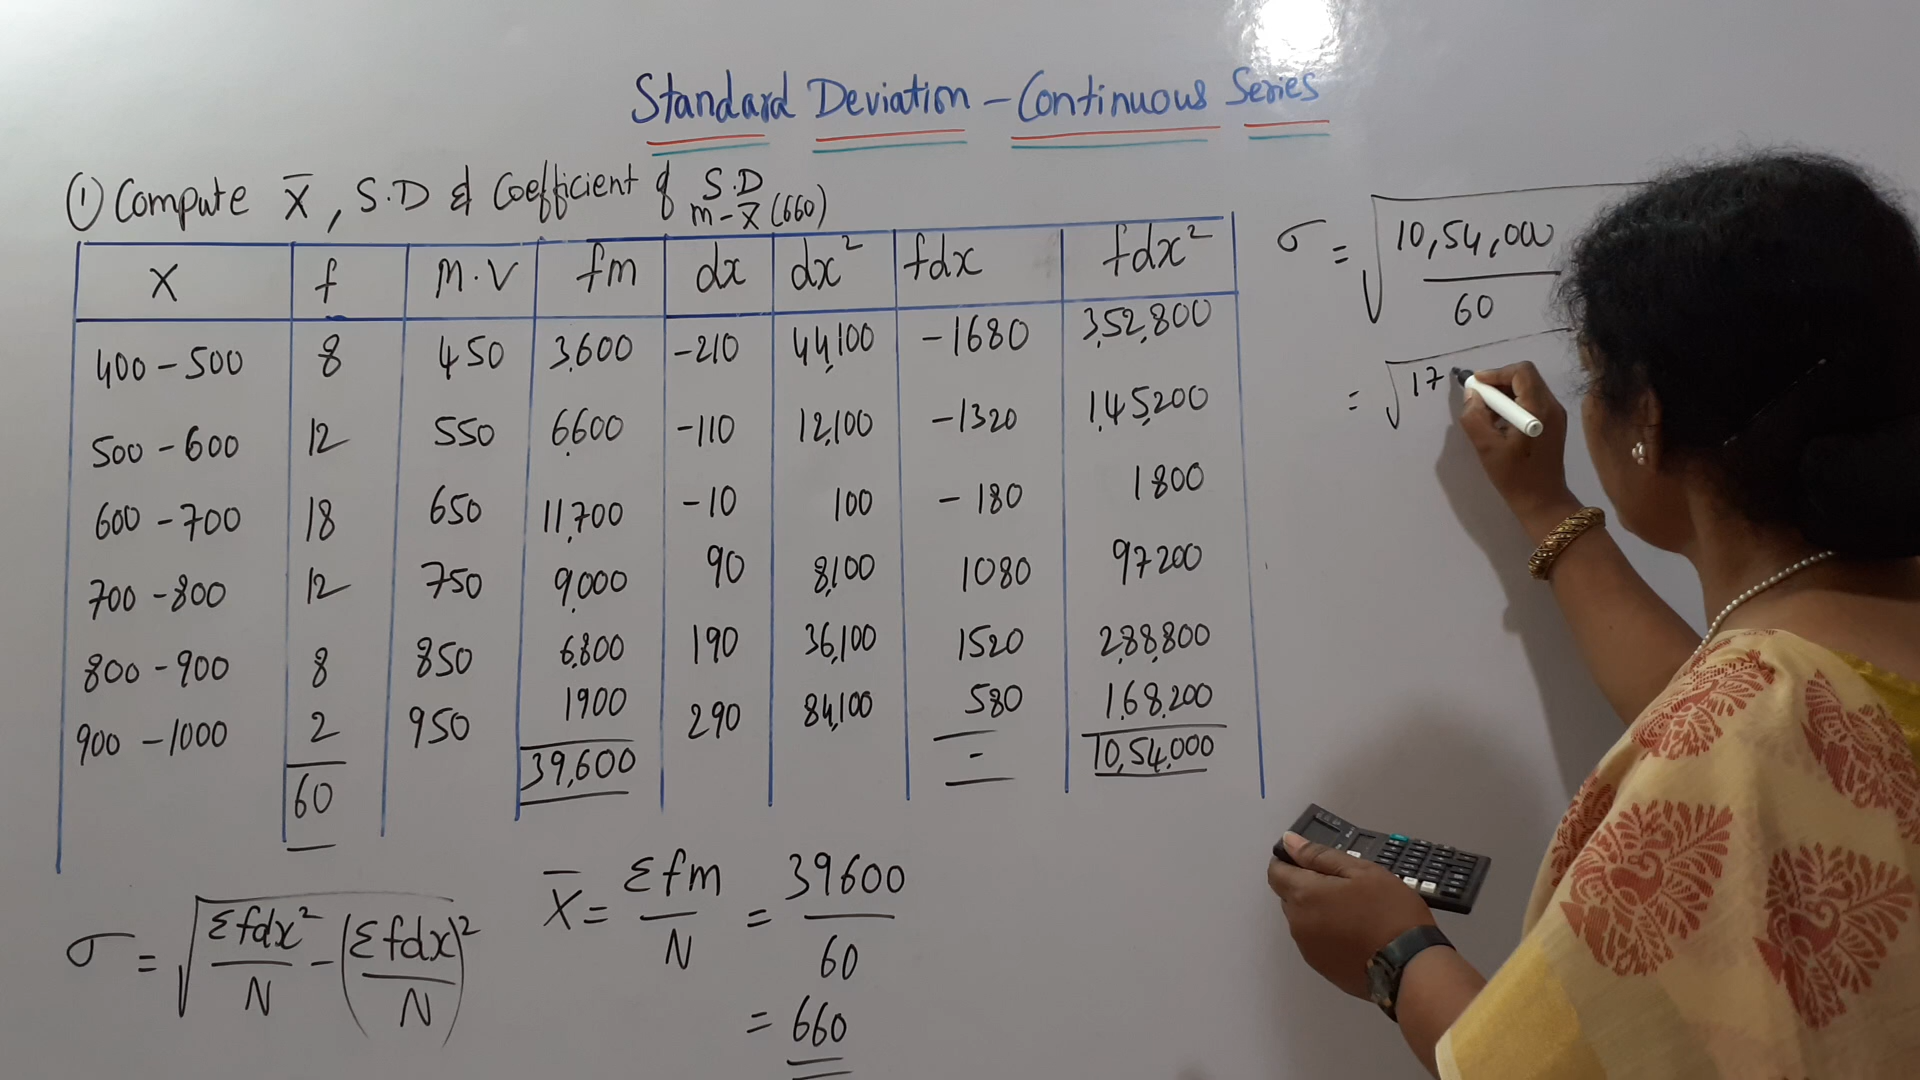 Standard Deviation – Continuous Series
① Compute X̄, S.D & Coefficient of S.D
m - x̄ (660)
X f M.V fm dx dx² fdx fdx²
400 - 500 8 450 3,600 -210 44,100 -1680 3,52,800
500 - 600 12 550 6,600 -110 12,100 -1320 1,45,200
600 - 700 18 650 11,700 -10 100 -180 1800
700 - 800 12 750 9,000 90 8,100 1080 97,200
800 - 900 8 850 6,800 190 36,100 1520 2,88,800
900 - 1000 2 950 1900 290 84,100 580 1,68,200
60 39,600 - 10,54,000
σ = √(Σfdx²/N - (Σfdx/N)²)
X̄ = Σfm/N = 39600/60
= 660
σ = √(10,54,000/60
= √17